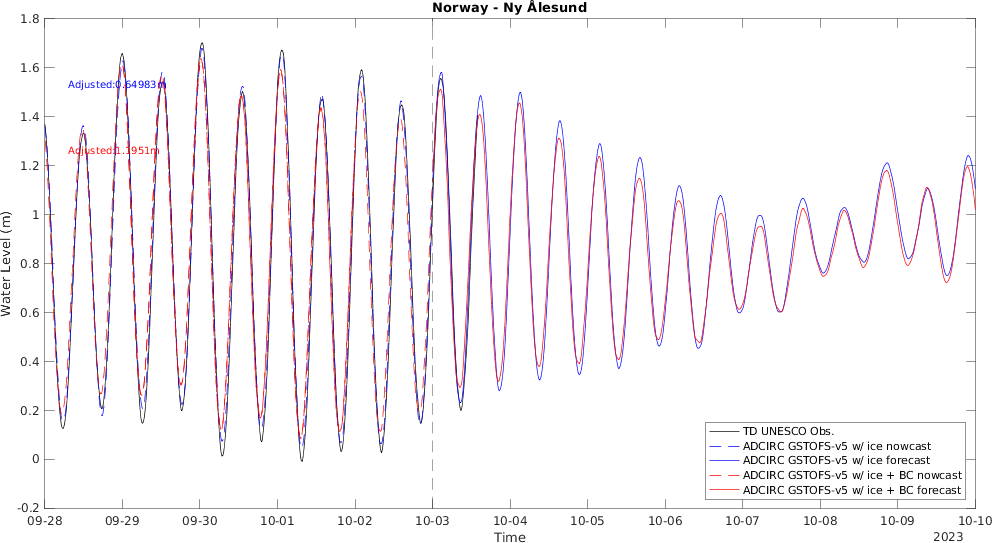 Norway - Ny Ålesund
1.8
1.6
1.4
1.2
1
0.8
0.6
0.4
0.2
0
-0.2
Water Level (m)
Adjusted:0.64983m
Adjusted:1.1951m
TD UNESCO Obs.
ADCIRC GSTOFS-v5 w/ ice nowcast
ADCIRC GSTOFS-v5 w/ ice forecast
ADCIRC GSTOFS-v5 w/ ice + BC nowcast
ADCIRC GSTOFS-v5 w/ ice + BC forecast
09-28 09-29 09-30 10-01 10-02 10-03 10-04 10-05 10-06 10-07 10-08 10-09 10-10
Time
2023